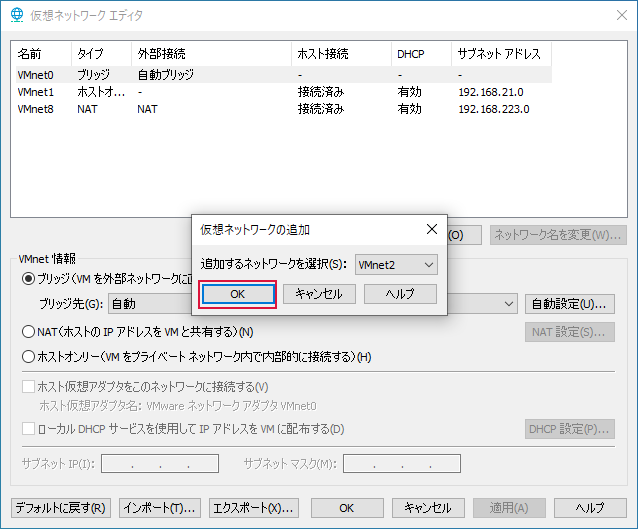 仮想ネットワーク エディタ
名前 タイプ 外部接続 ホスト接続 DHCP サブネット アドレス
VMnet0 ブリッジ 自動ブリッジ - - -
VMnet1 ホストオ... - 接続済み 有効 192.168.21.0
VMnet8 NAT NAT 接続済み 有効 192.168.223.0
仮想ネットワークの追加
追加するネットワークを選択(S): VMnet2
OK キャンセル ヘルプ
(O) ネットワーク名を変更(W)...
VMnet 情報
ブリッジ(VM を外部ネットワークに
ブリッジ先(G): 自動 自動設定(U)...
NAT(ホストの IP アドレスを VM と共有する)(N) NAT 設定(S)...
ホストオンリー(VM をプライベート ネットワーク内で内部的に接続する)(H)
ホスト仮想アダプタをこのネットワークに接続する(V)
ホスト仮想アダプタ名: VMware ネットワーク アダプタ VMnet0
ローカル DHCP サービスを使用して IP アドレスを VM に配布する(D) DHCP 設定(P)...
サブネット IP(I): . . . サブネット マスク(M): . . .
デフォルトに戻す(R) インポート(T)... エクスポート(X)... OK キャンセル 適用(A) ヘルプ